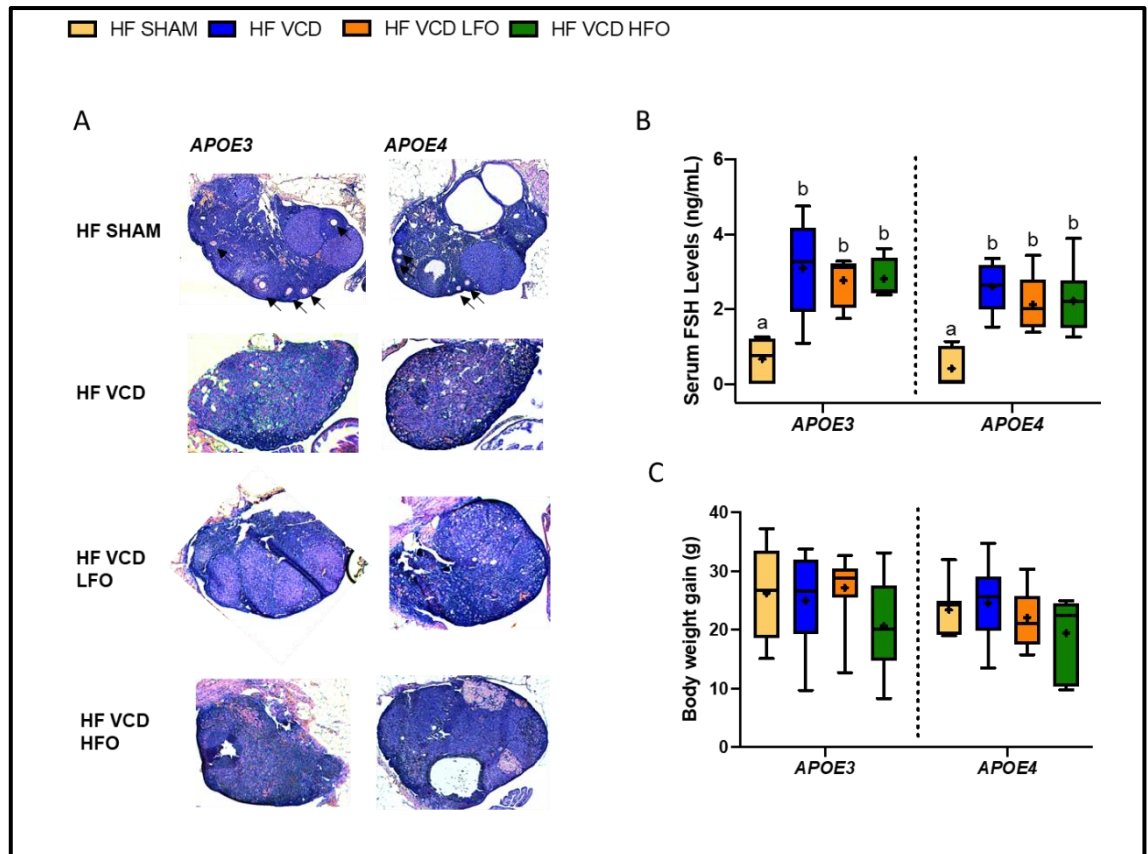 HF SHAM HF VCD HF VCD LFO HF VCD HFO
A
APOE3 APOE4
HF SHAM
HF VCD
HF VCD
LFO
HF VCD
HFO
B
Serum FSH Levels (ng/mL)
6
4
2
0
a b b b a b b b
APOE3 APOE4
C
Body weight gain (g)
40
30
20
10
0
APOE3 APOE4